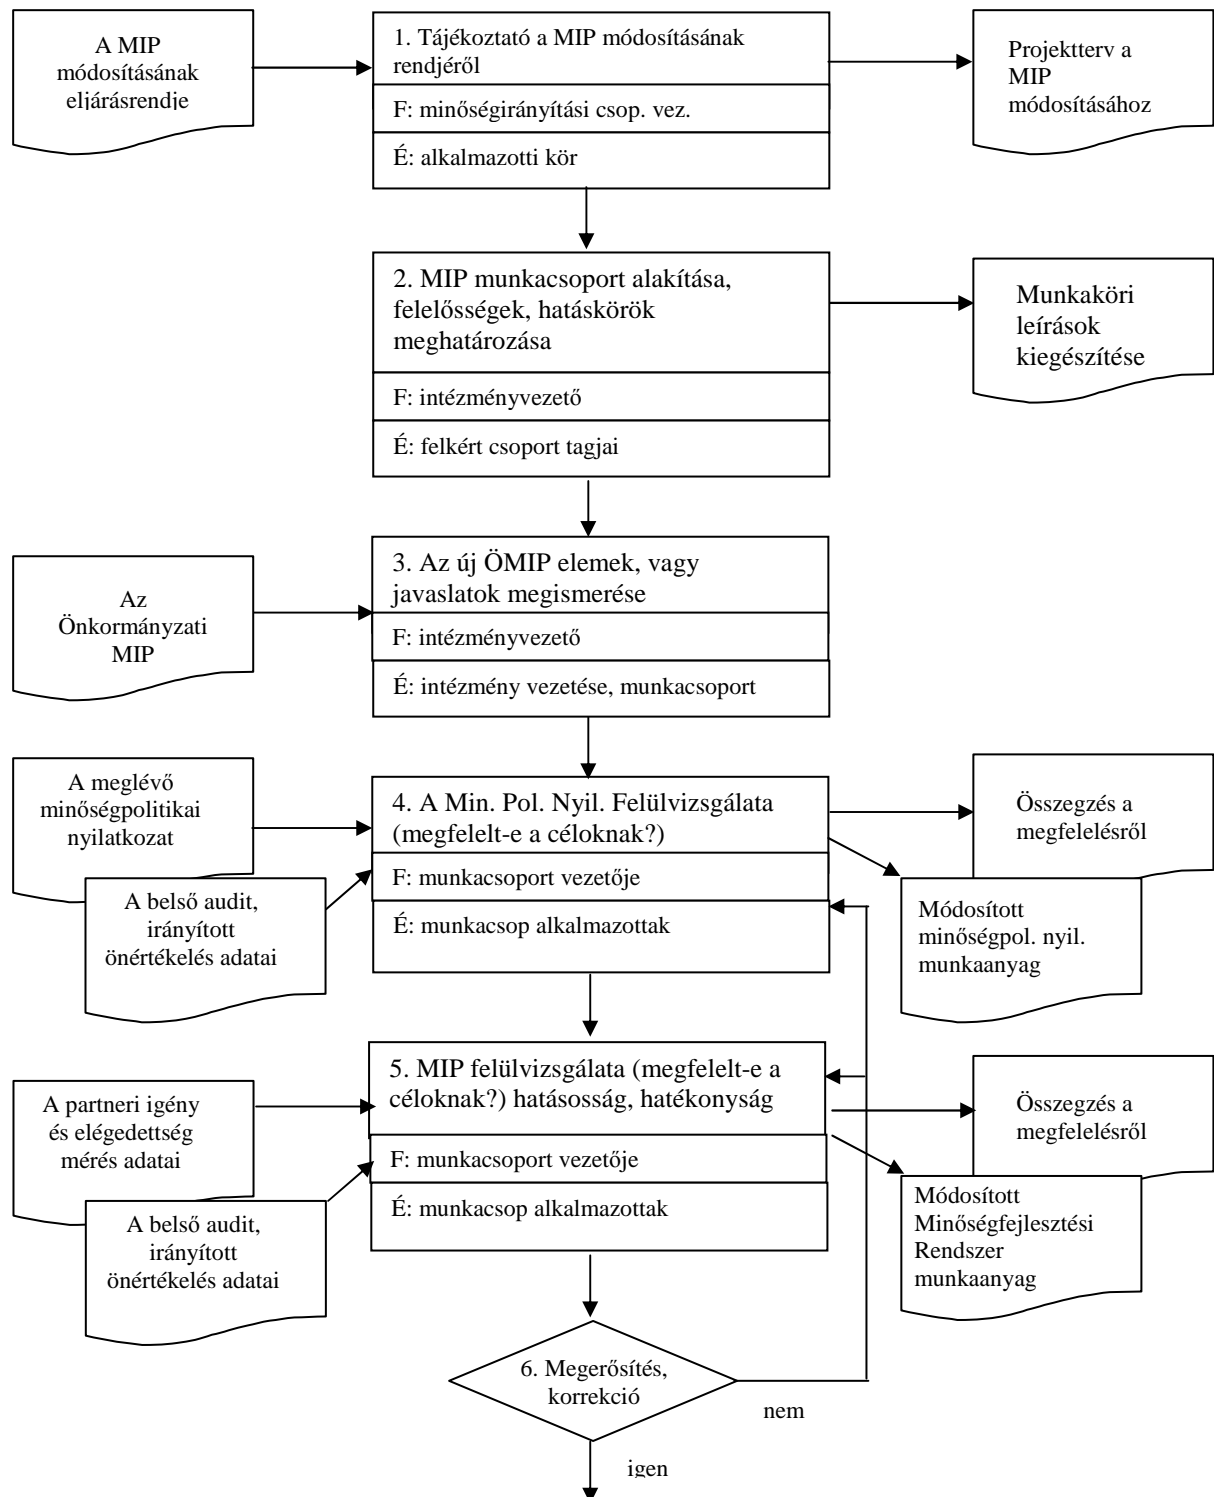 A MIP
módosításának
eljárásrendje
1. Tájékoztató a MIP módosításának
rendjéről
F: minőségirányítási csop. vez.
É: alkalmazotti kör
Projektterv a
MIP
módosításához
2. MIP munkacsoport alakítása,
felelősségek, hatáskörök
meghatározása
F: intézményvezető
É: felkért csoport tagjai
Munkaköri
leírások
kiegészítése
Az
Önkormányzati
MIP
3. Az új ÖMIP elemek, vagy
javaslatok megismerése
F: intézményvezető
É: intézmény vezetése, munkacsoport
A meglévő
minőségpolitikai
nyilatkozat
A belső audit,
irányított
önértékelés adatai
4. A Min. Pol. Nyil. Felülvizsgálata
(megfelelt-e a céloknak?)
F: munkacsoport vezetője
É: munkacsop alkalmazottak
Összegzés a
megfelelésről
Módosított
minőségpol. nyil.
munkaanyag
A partneri igény
és elégedettség
mérés adatai
A belső audit,
irányított
önértékelés adatai
5. MIP felülvizsgálata (megfelelt-e a
céloknak?) hatásosság, hatékonyság
F: munkacsoport vezetője
É: munkacsop alkalmazottak
Összegzés a
megfelelésről
Módosított
Minőségfejlesztési
Rendszer
munkaanyag
6. Megerősítés,
korrekció
nem
igen